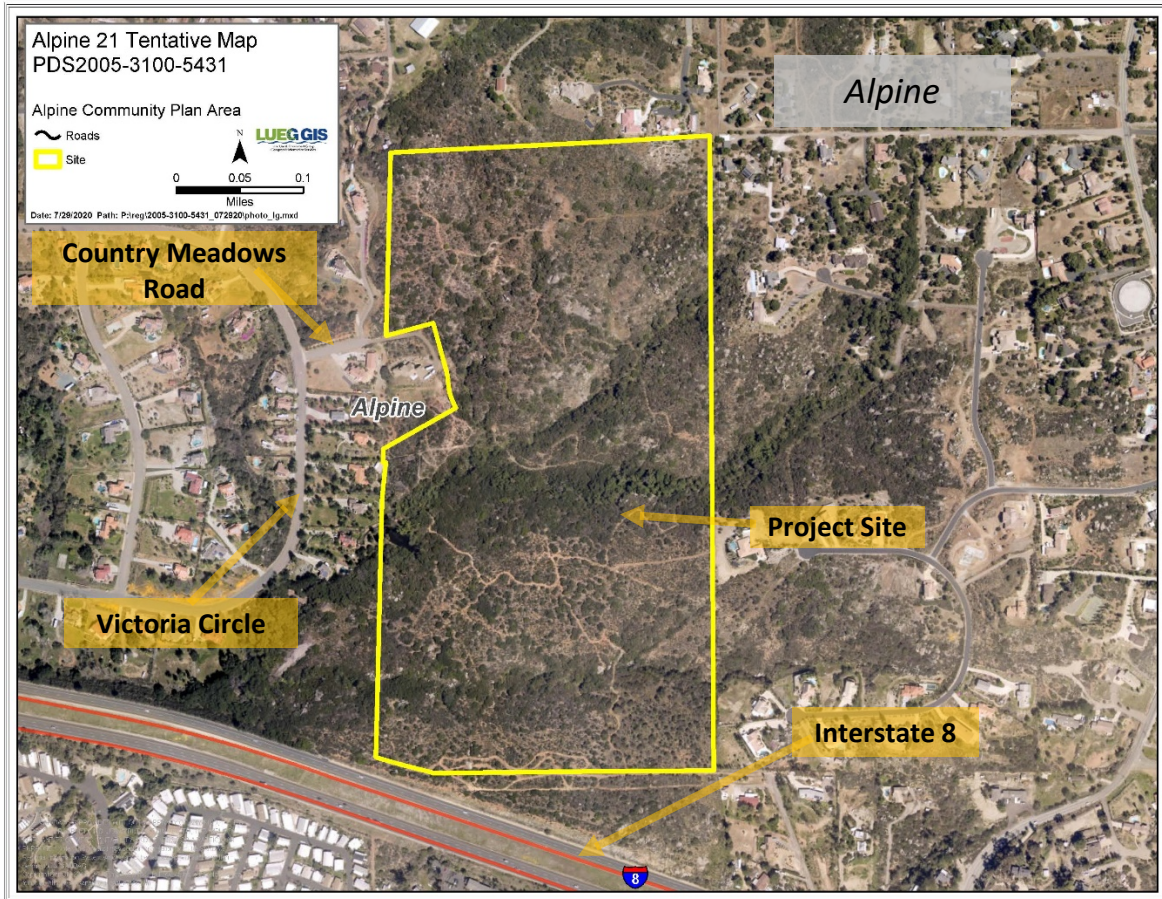 Alpine 21 Tentative Map
PDS2005-3100-5431
Alpine Community Plan Area
Roads
Site
N
LUEG GIS
0 0.05 0.1
Miles
Date: 7/29/2020 Path: P:\reg\2005-3100-5431_072920\photo_lg.mxd
Alpine
Country Meadows
Road
Alpine
Project Site
Victoria Circle
Interstate 8
8